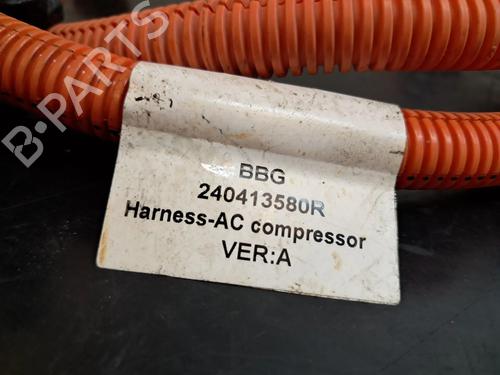 B-PARTS
BBG
240413580R
Harness-AC compressor
VER:A